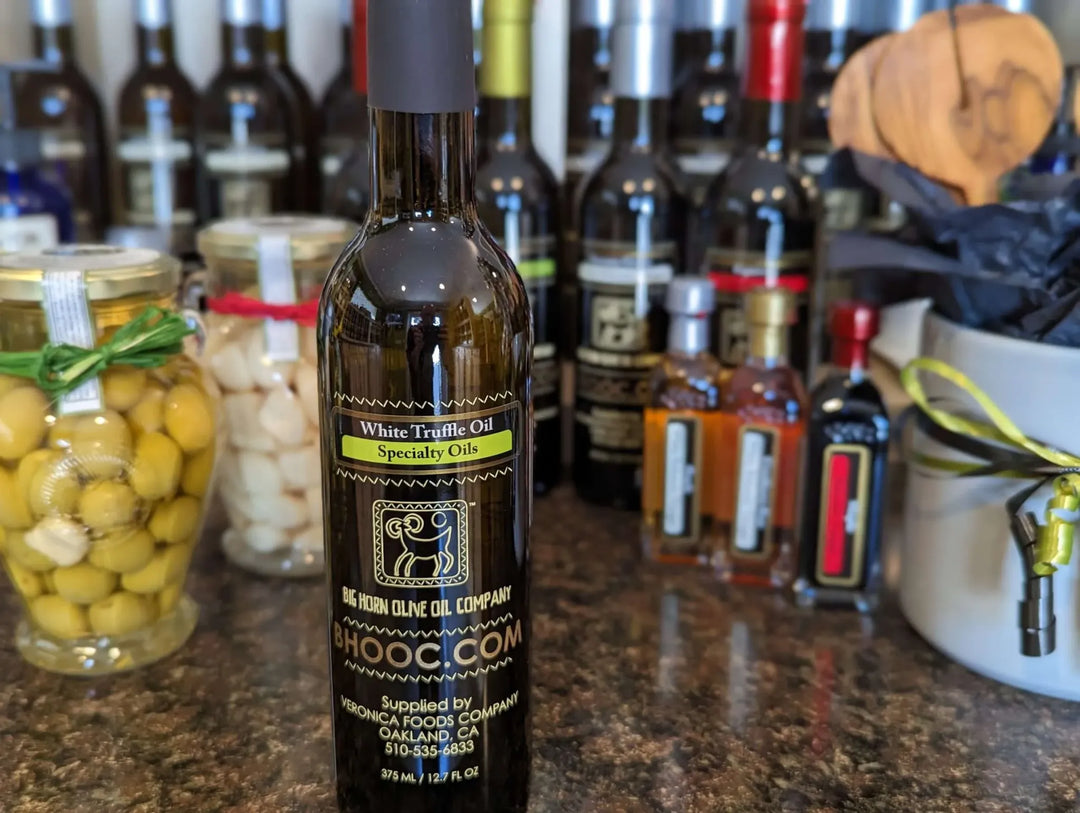 White Truffle Oil
Specialty Oils
™
BIG HORN OLIVE OIL COMPANY
BHOOC.COM
Supplied by
VERONICA FOODS COMPANY
OAKLAND, CA
510-535-6833
375 ML / 12.7 FL OZ